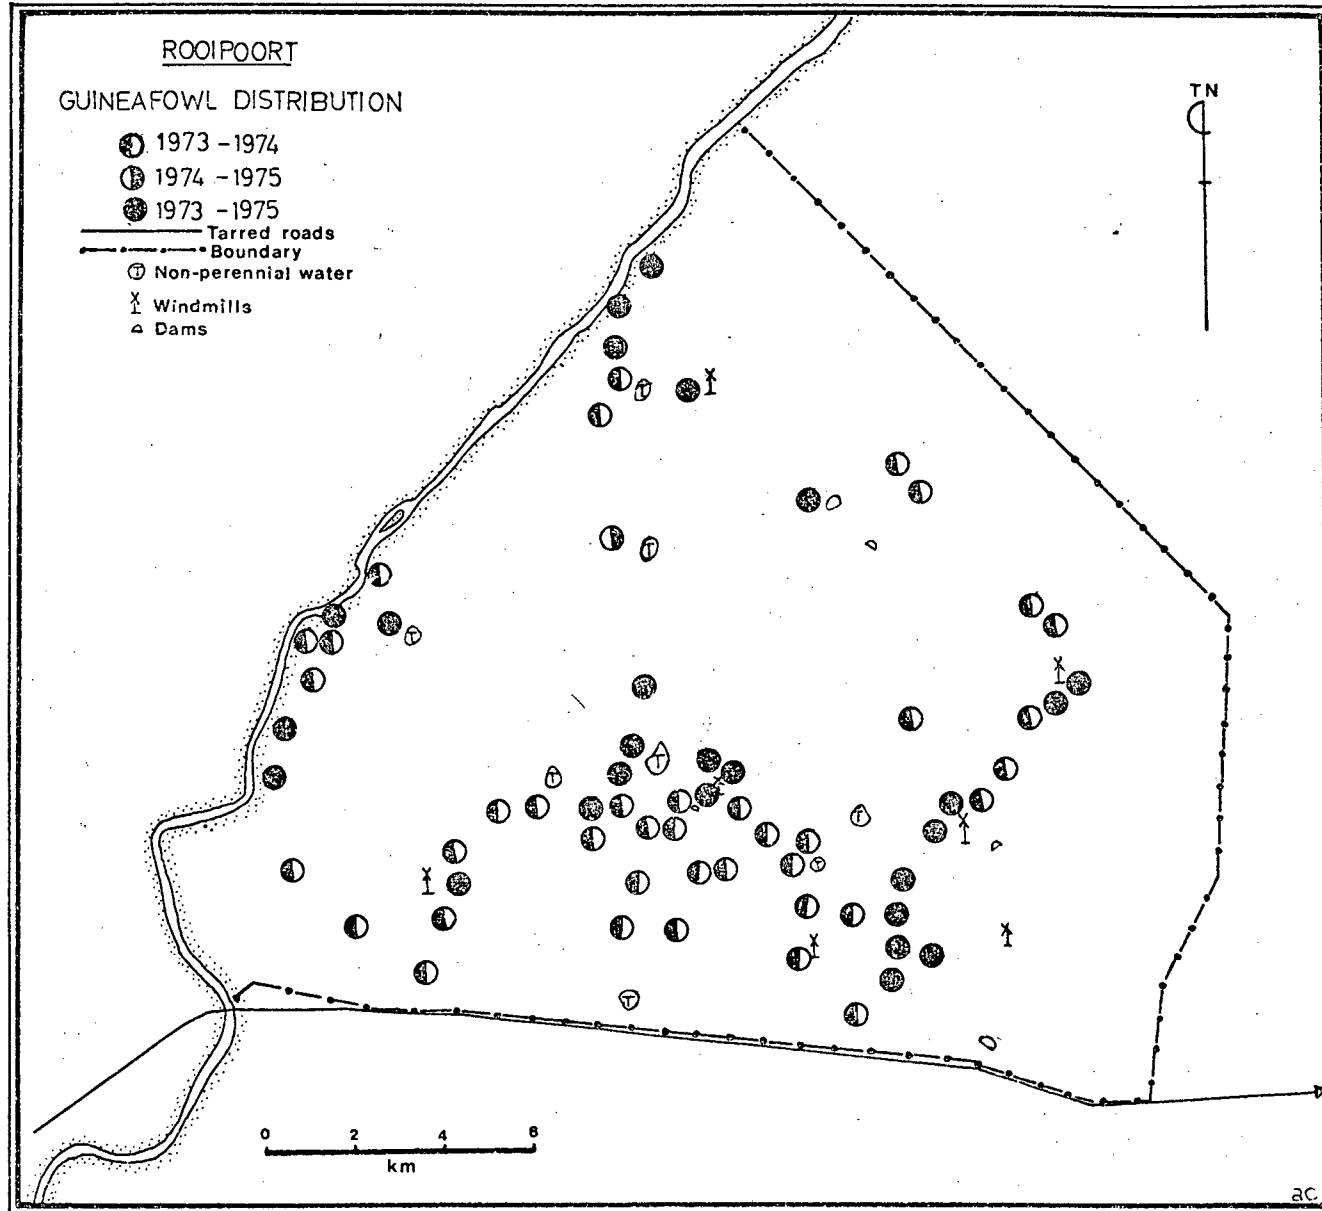 ROOIPOORT
GUINEAFOWL DISTRIBUTION
1973 - 1974
1974 - 1975
1973 - 1975
Tarred roads
Boundary
T Non-perennial water
Windmills
Dams
TN
T
T
T
T
T
T
T
T
0 2 4 6
km
ac